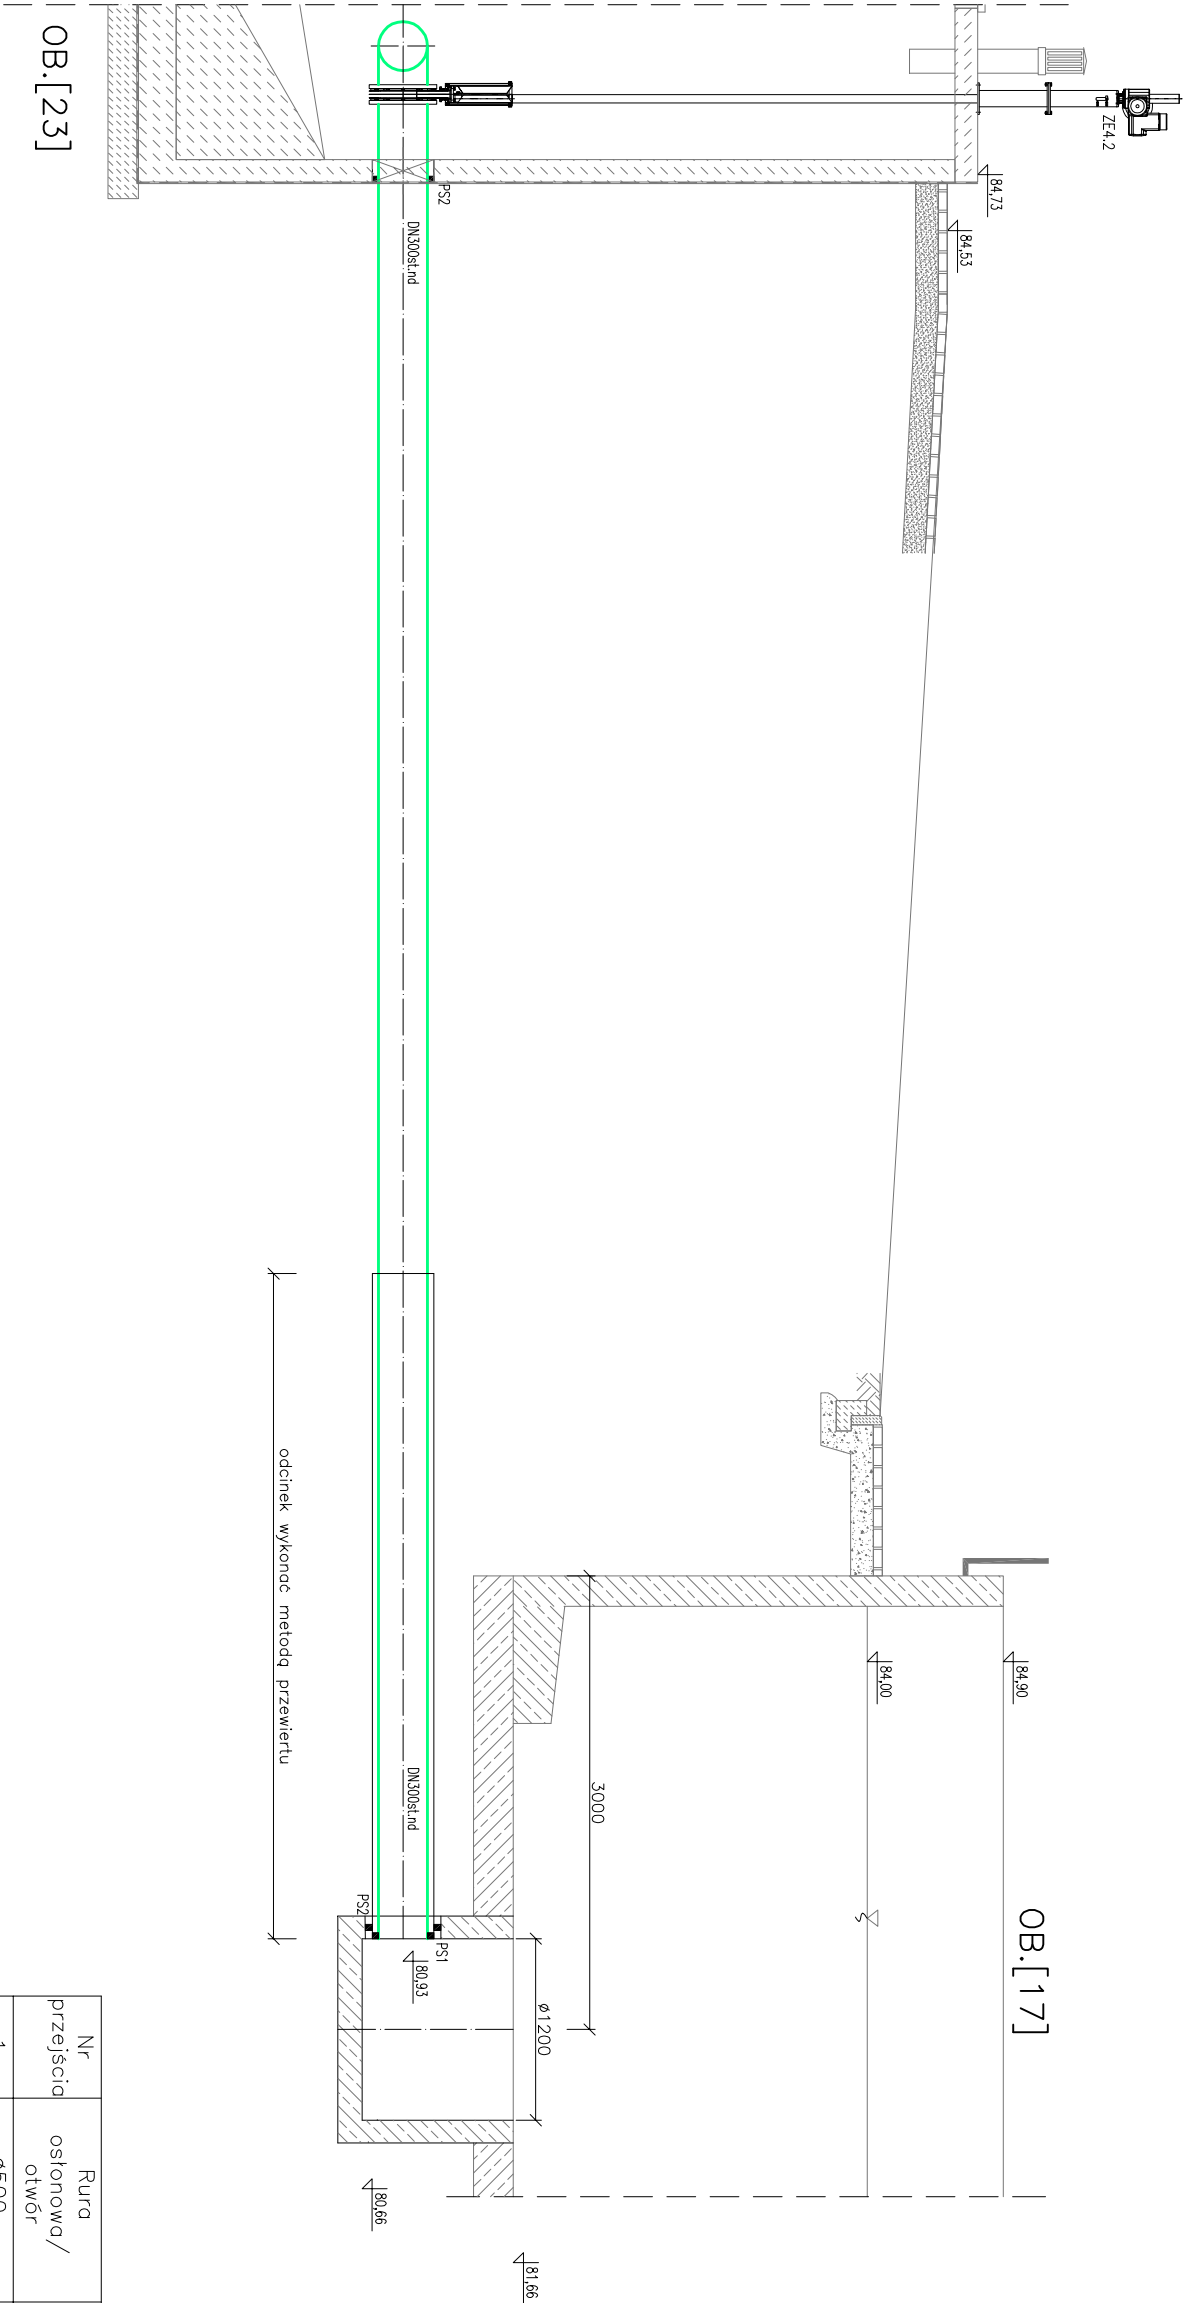 OB.[23]
ZE4.2
84,73
84,53
PS2
DN300st.nd
odcinek wykonać metodą przewiertu
DN300st.nd
3000
84,90
84,00
OB.[17]
PS2
PS1
80,93
ø1200
80,66
81,66
Nr
przejścia
Rura
osłonowa/
otwór